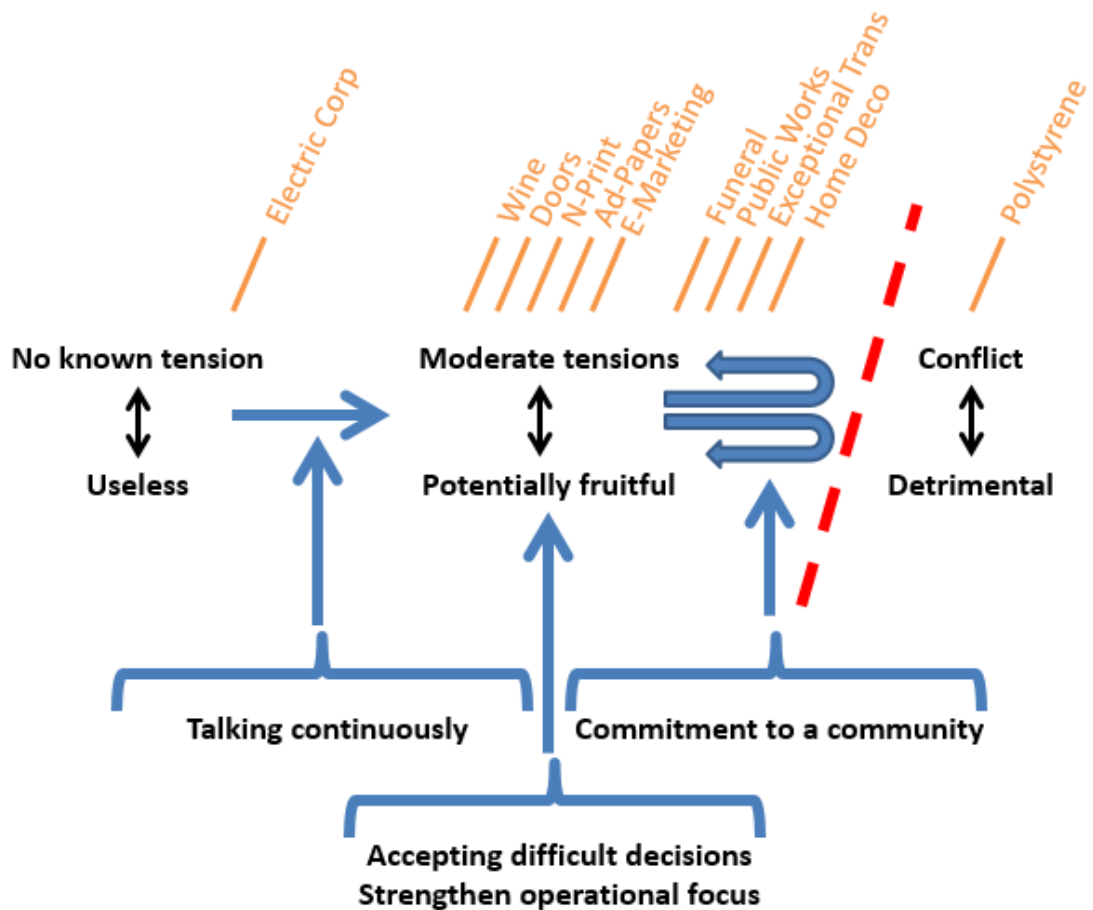 Electric Corp
Wine
Doors
N-Print
Ad-Papers
E-Marketing
Funeral
Public Works
Exceptional Trans
Home Deco
Polystyrene
No known tension
Moderate tensions
Conflict
Useless
Potentially fruitful
Detrimental
Talking continuously
Commitment to a community
Accepting difficult decisions
Strengthen operational focus